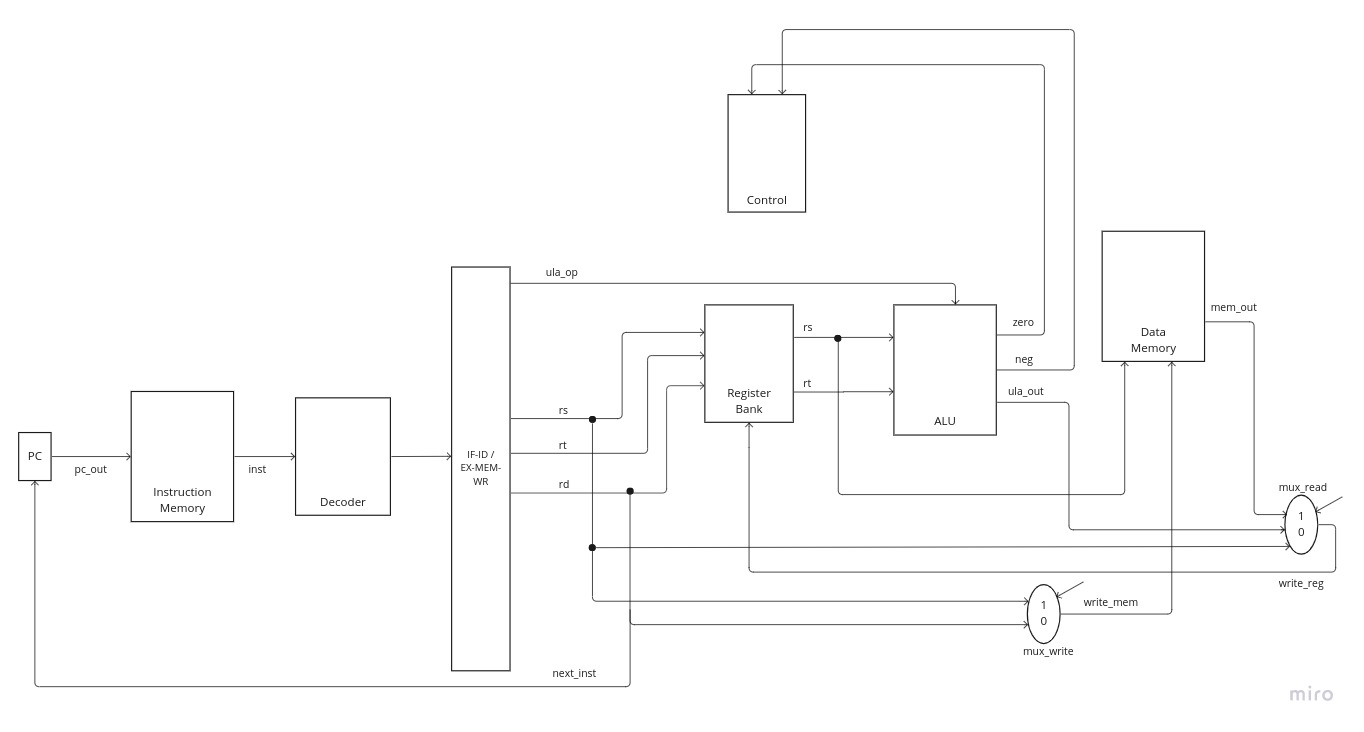 Control
ula_op
zero
neg
ula_out
rs
rt
Register
Bank
ALU
Data
Memory
mem_out
PC
pc_out
Instruction
Memory
inst
Decoder
IF-ID /
EX-MEM-
WR
rs
rt
rd
mux_read
1
0
write_reg
1
0
write_mem
mux_write
next_inst
miro